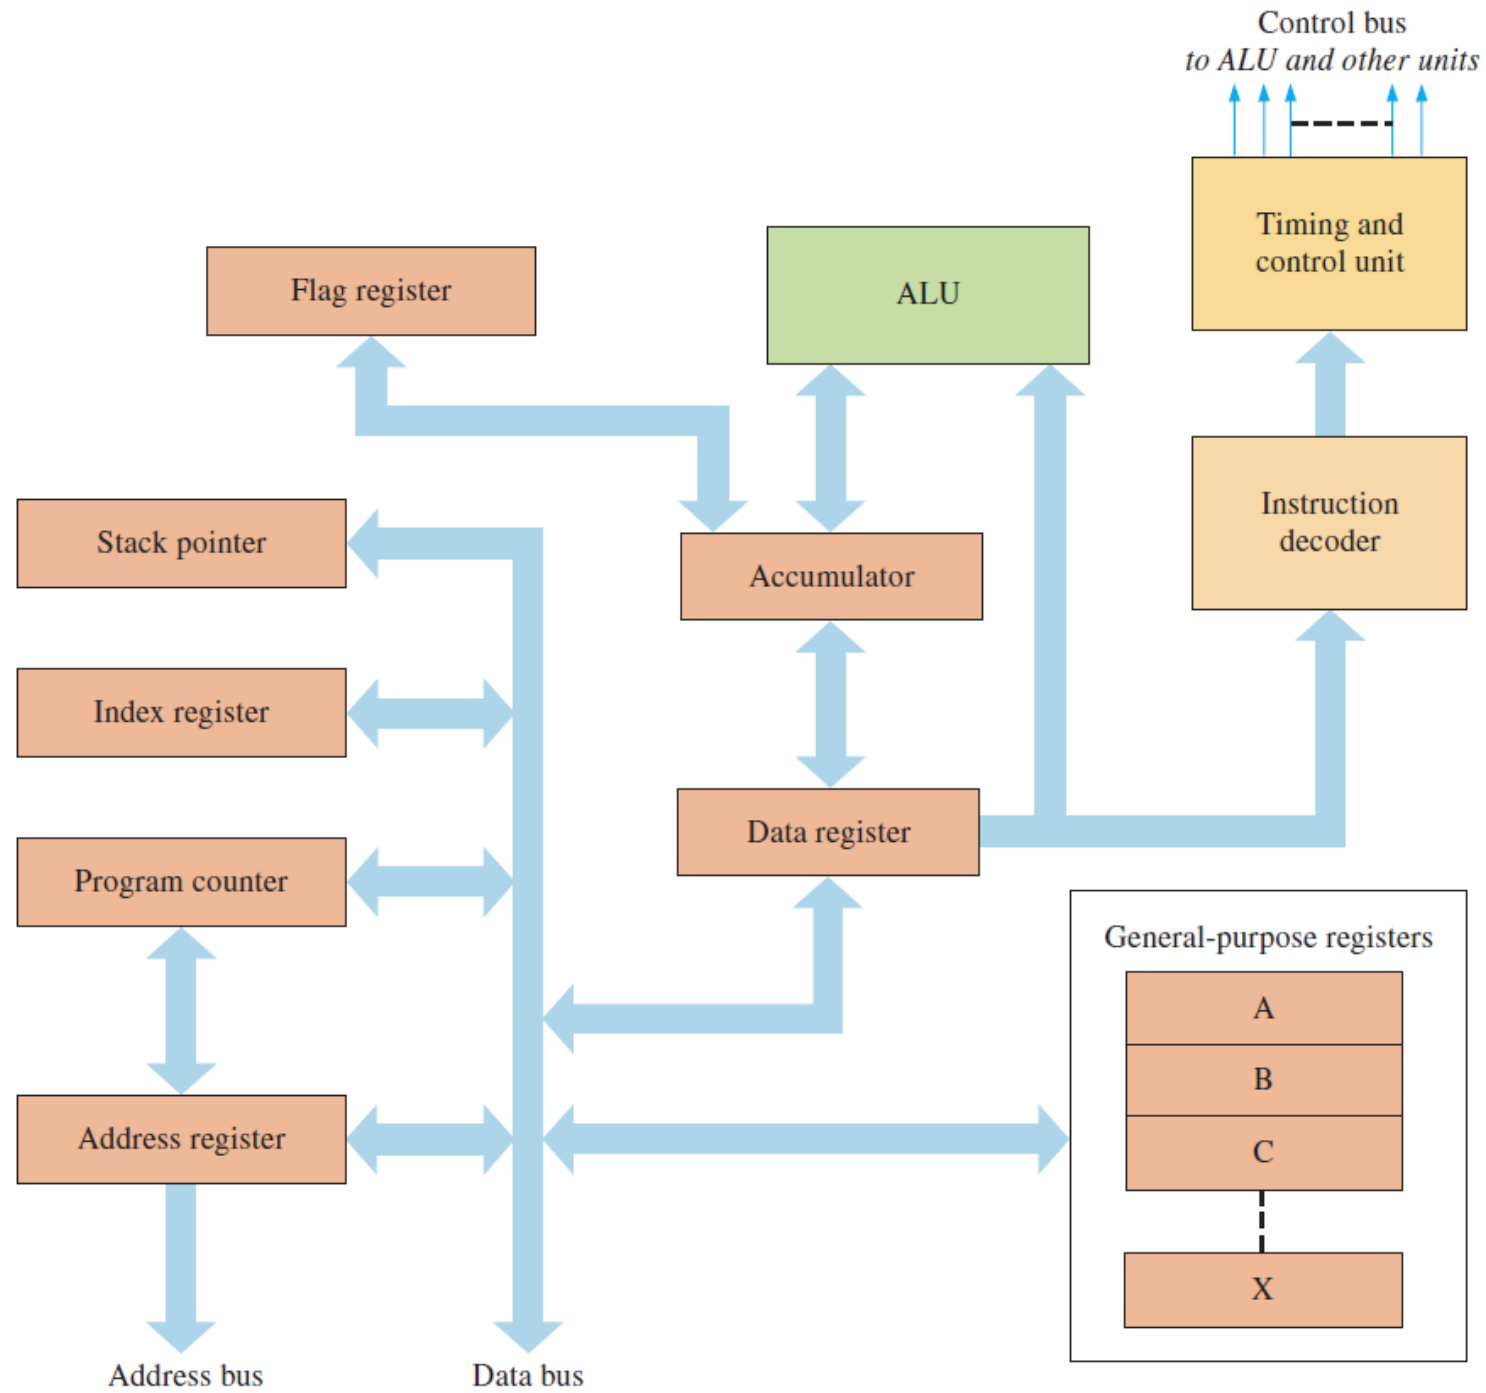 Control bus
to ALU and other units
Timing and
control unit
Flag register
ALU
Instruction
decoder
Stack pointer
Accumulator
Index register
Data register
Program counter
General-purpose registers
A
B
C
X
Address register
Address bus
Data bus